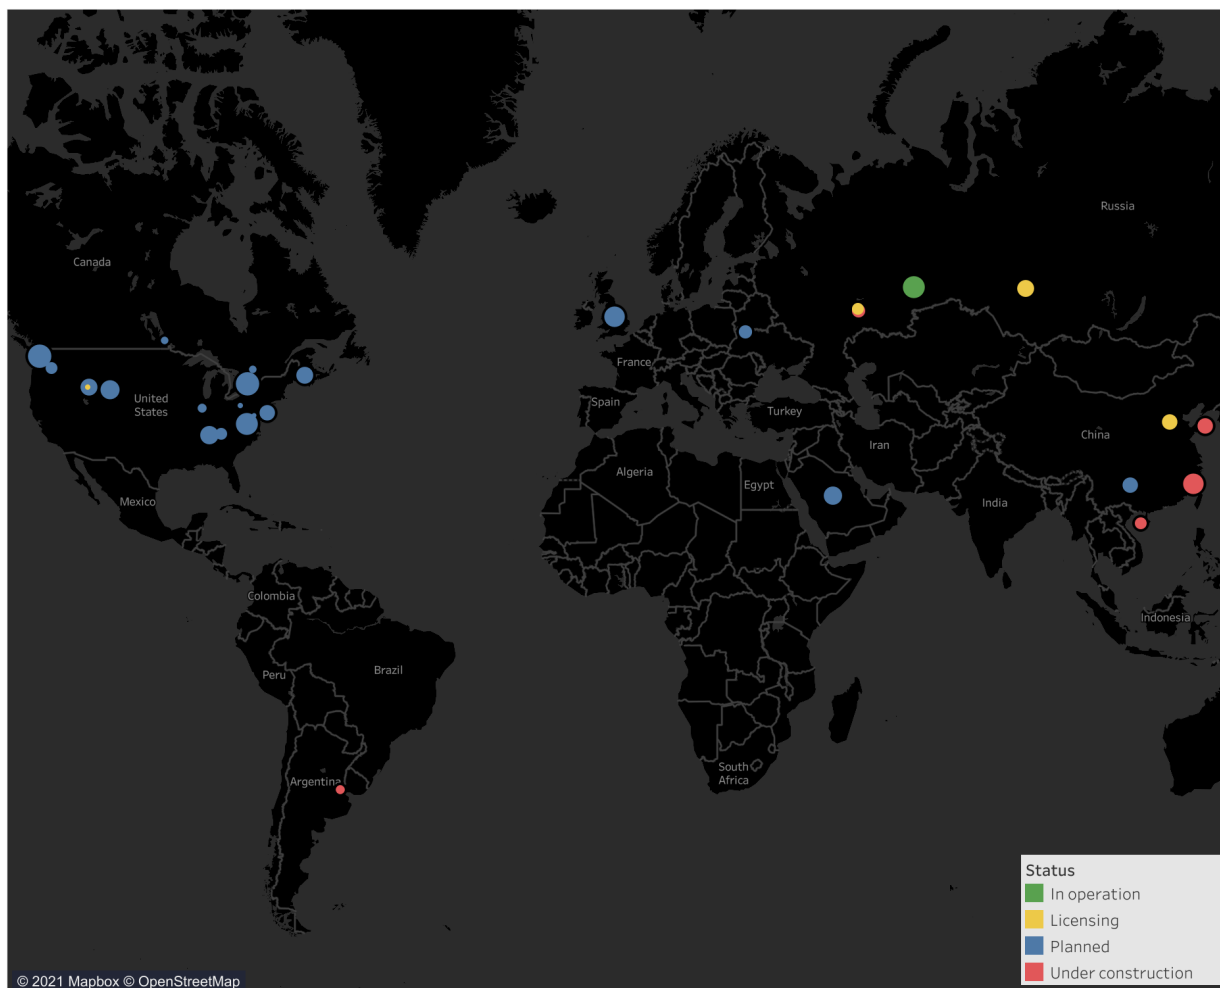 Russia
Canada
France
United
States
Spain
Turkey
China
Iran
Algeria
Egypt
Mexico
India
Colombia
Indonesia
Peru
Brazil
South
Africa
Argentina
Status
In operation
Licensing
Planned
Under construction
© 2021 Mapbox © OpenStreetMap